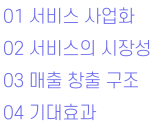 01 서비스 사업화
02 서비스의 시장성
03 매출 창출 구조
04 기대효과